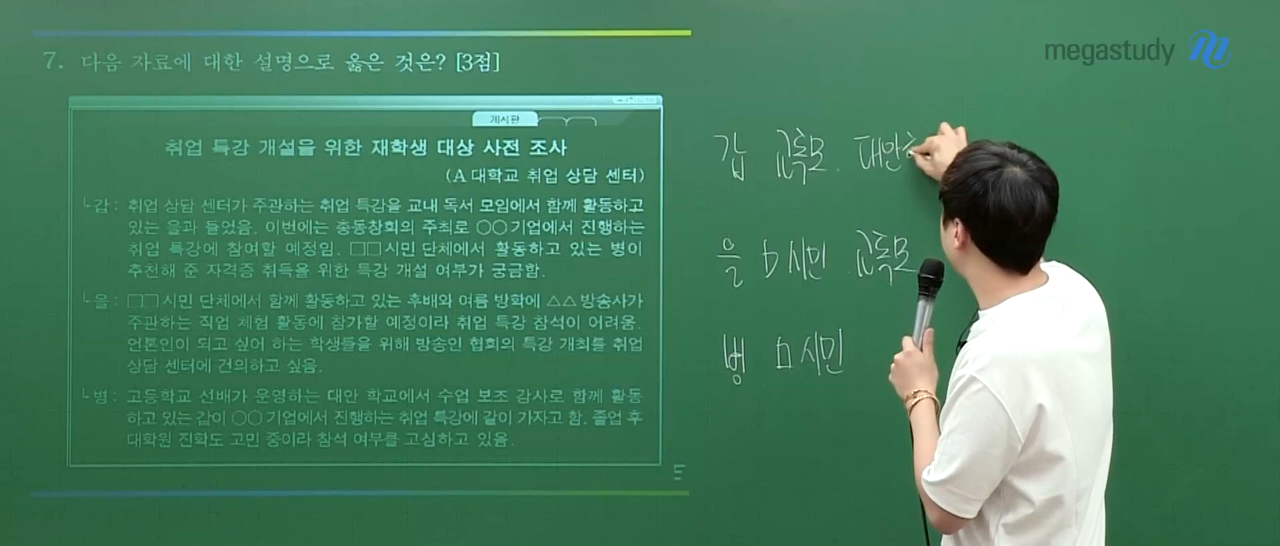 7. 다음 자료에 대한 설명으로 옳은 것은? [3점]
megastudy
게시판
취업 특강 개설을 위한 재학생 대상 사전 조사
(A 대학교 취업 상담 센터)
└갑 : 취업 상담 센터가 주관하는 취업 특강을 교내 독서 모임에서 함께 활동하고
있는 을과 들었음. 이번에는 총동창회의 주최로 ○○기업에서 진행하는
취업 특강에 참여할 예정임. □□시민 단체에서 활동하고 있는 병이
추천해 준 자격증 취득을 위한 특강 개설 여부가 궁금함.
└을 : □□시민 단체에서 함께 활동하고 있는 후배와 여름 방학에 △△방송사가
주관하는 직업 체험 활동에 참가할 예정이라 취업 특강 참석이 어려움.
언론인이 되고 싶어 하는 학생들을 위해 방송인 협회의 특강 개최를 취업
상담 센터에 건의하고 싶음.
└병 : 고등학교 선배가 운영하는 대안 학교에서 수업 보조 강사로 함께 활동
하고 있는 갑이 ○○ 기업에서 진행하는 취업 특강에 같이 가자고 함. 졸업 후
대학원 진학도 고민 중이라 참석 여부를 고심하고 있음.
갑 교독모. 대안
을 □시민 교독모
병 □시민